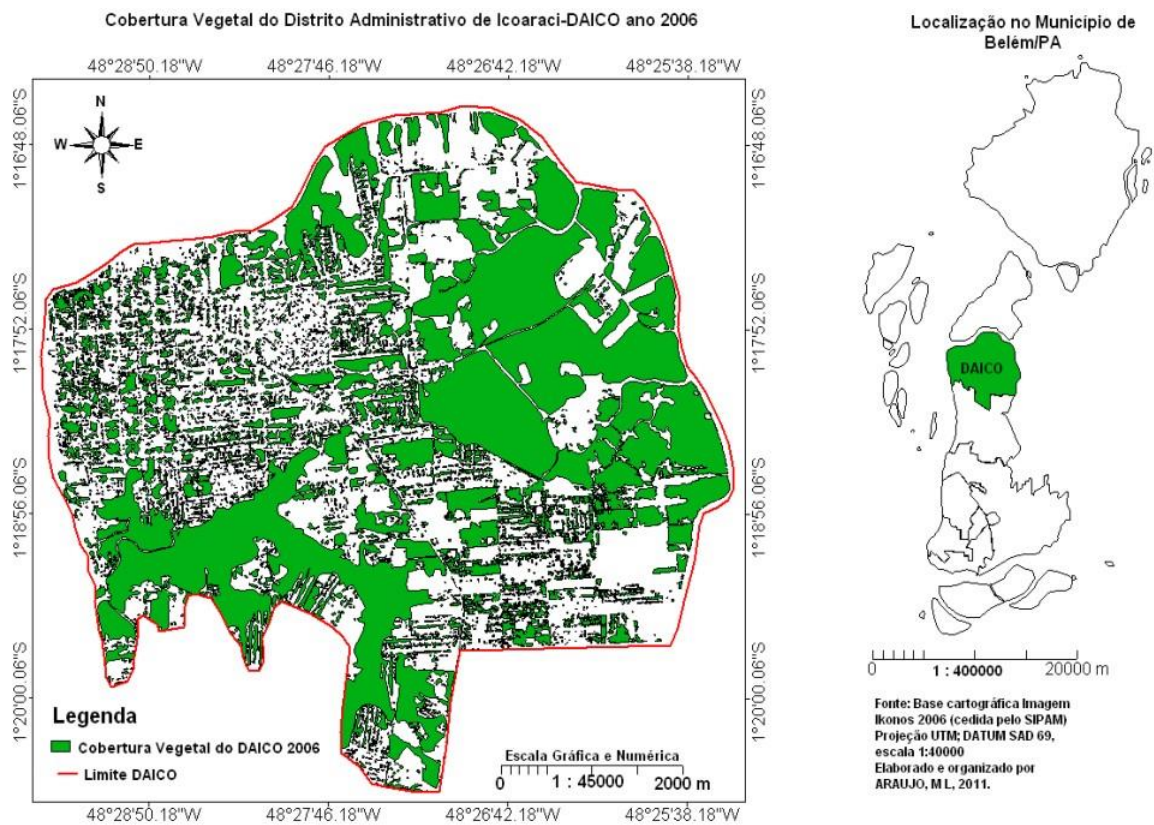 Cobertura Vegetal do Distrito Administrativo de Icoaraci-DAICO ano 2006
Localização no Município de
Belém/PA
48°28'50.18"W
48°27'46.18"W
48°26'42.18"W
48°25'38.18"W
N
W
E
S
1°16'48.06"S
1°17'52.06"S
1°18'56.06"S
1°20'00.06"S
1°16'48.06"S
1°17'52.06"S
1°18'56.06"S
1°20'00.06"S
Legenda
Cobertura Vegetal do DAICO 2006
Limite DAICO
Escala Gráfica e Numérica
0 1 : 45000 2000 m
48°28'50.18"W
48°27'46.18"W
48°26'42.18"W
48°25'38.18"W
DAICO
0 1 : 400000 20000 m
Fonte: Base cartográfica Imagem
Ikonos 2006 (cedida pelo SIPAM)
Projeção UTM; DATUM SAD 69,
escala 1:40000
Elaborado e organizado por
ARAUJO, M L, 2011.